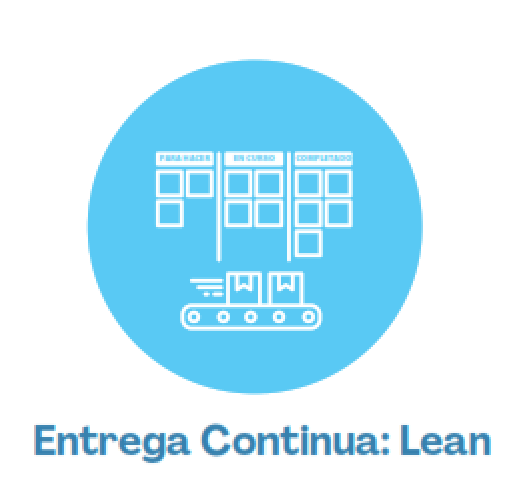 PARA HACER EN CURSO COMPLETADO
Entrega Continua: Lean